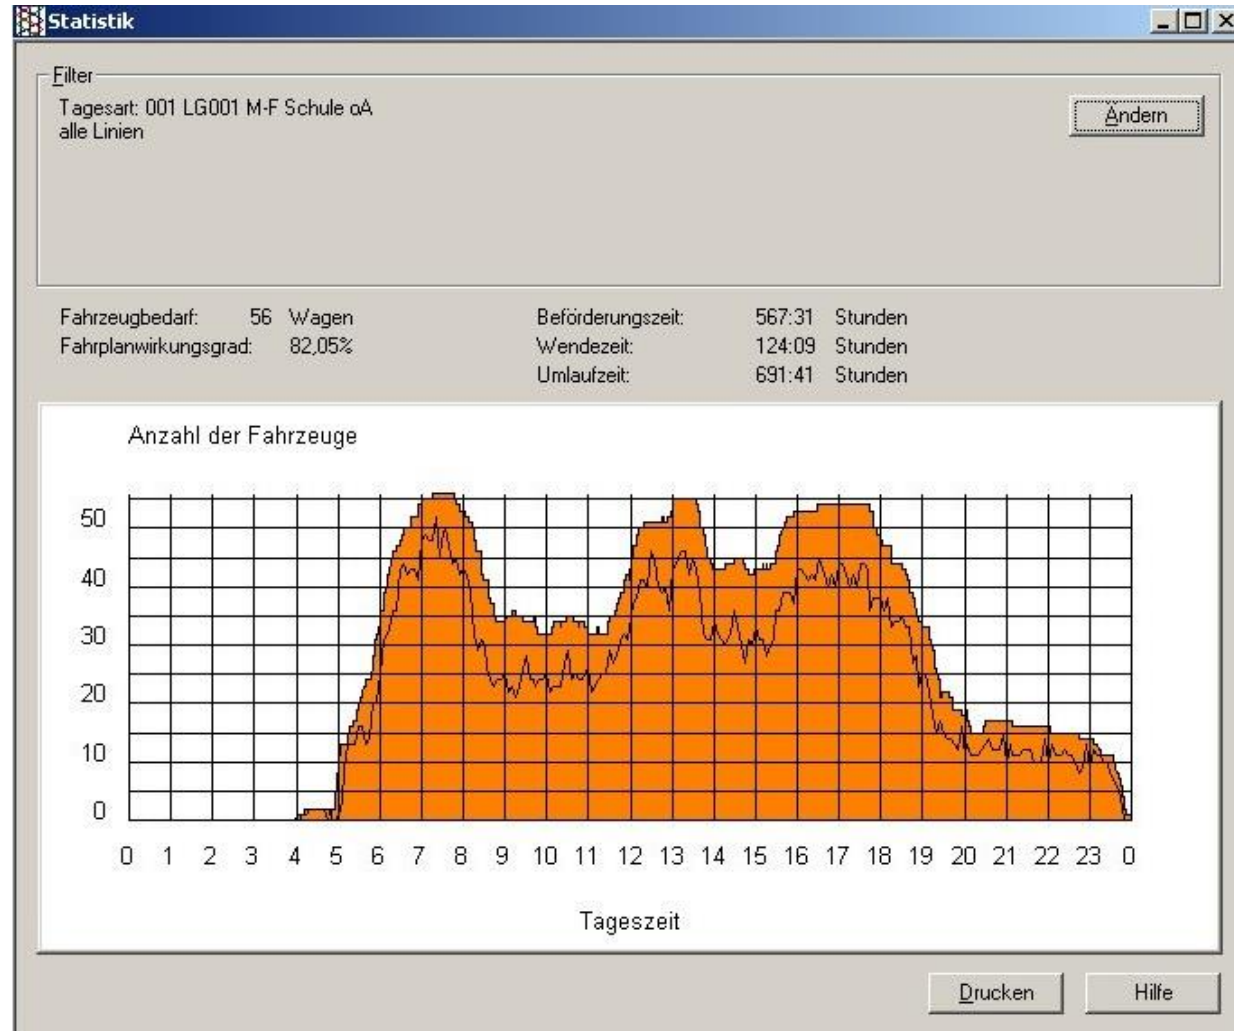 Statistik
Filter
Tagesart: 001 LG001 M-F Schule oA
alle Linien
Ändern
Fahrzeugbedarf: 56 Wagen
Fahrplanwirkungsgrad: 82,05%
Beförderungszeit: 567:31 Stunden
Wendezeit: 124:09 Stunden
Umlaufzeit: 691:41 Stunden
Anzahl der Fahrzeuge
50
40
30
20
10
0
0 1 2 3 4 5 6 7 8 9 10 11 12 13 14 15 16 17 18 19 20 21 22 23 0
Tageszeit
Drucken
Hilfe